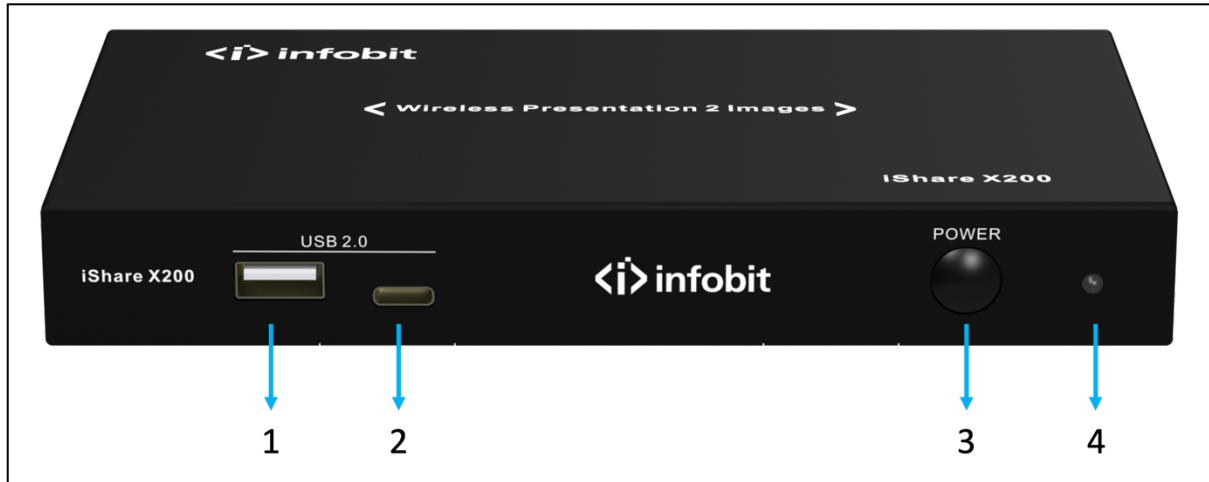 <i> infobit
< Wireless Presentation 2 Images >
iShare X200
USB 2.0
POWER
iShare X200
<i> infobit
1
2
3
4